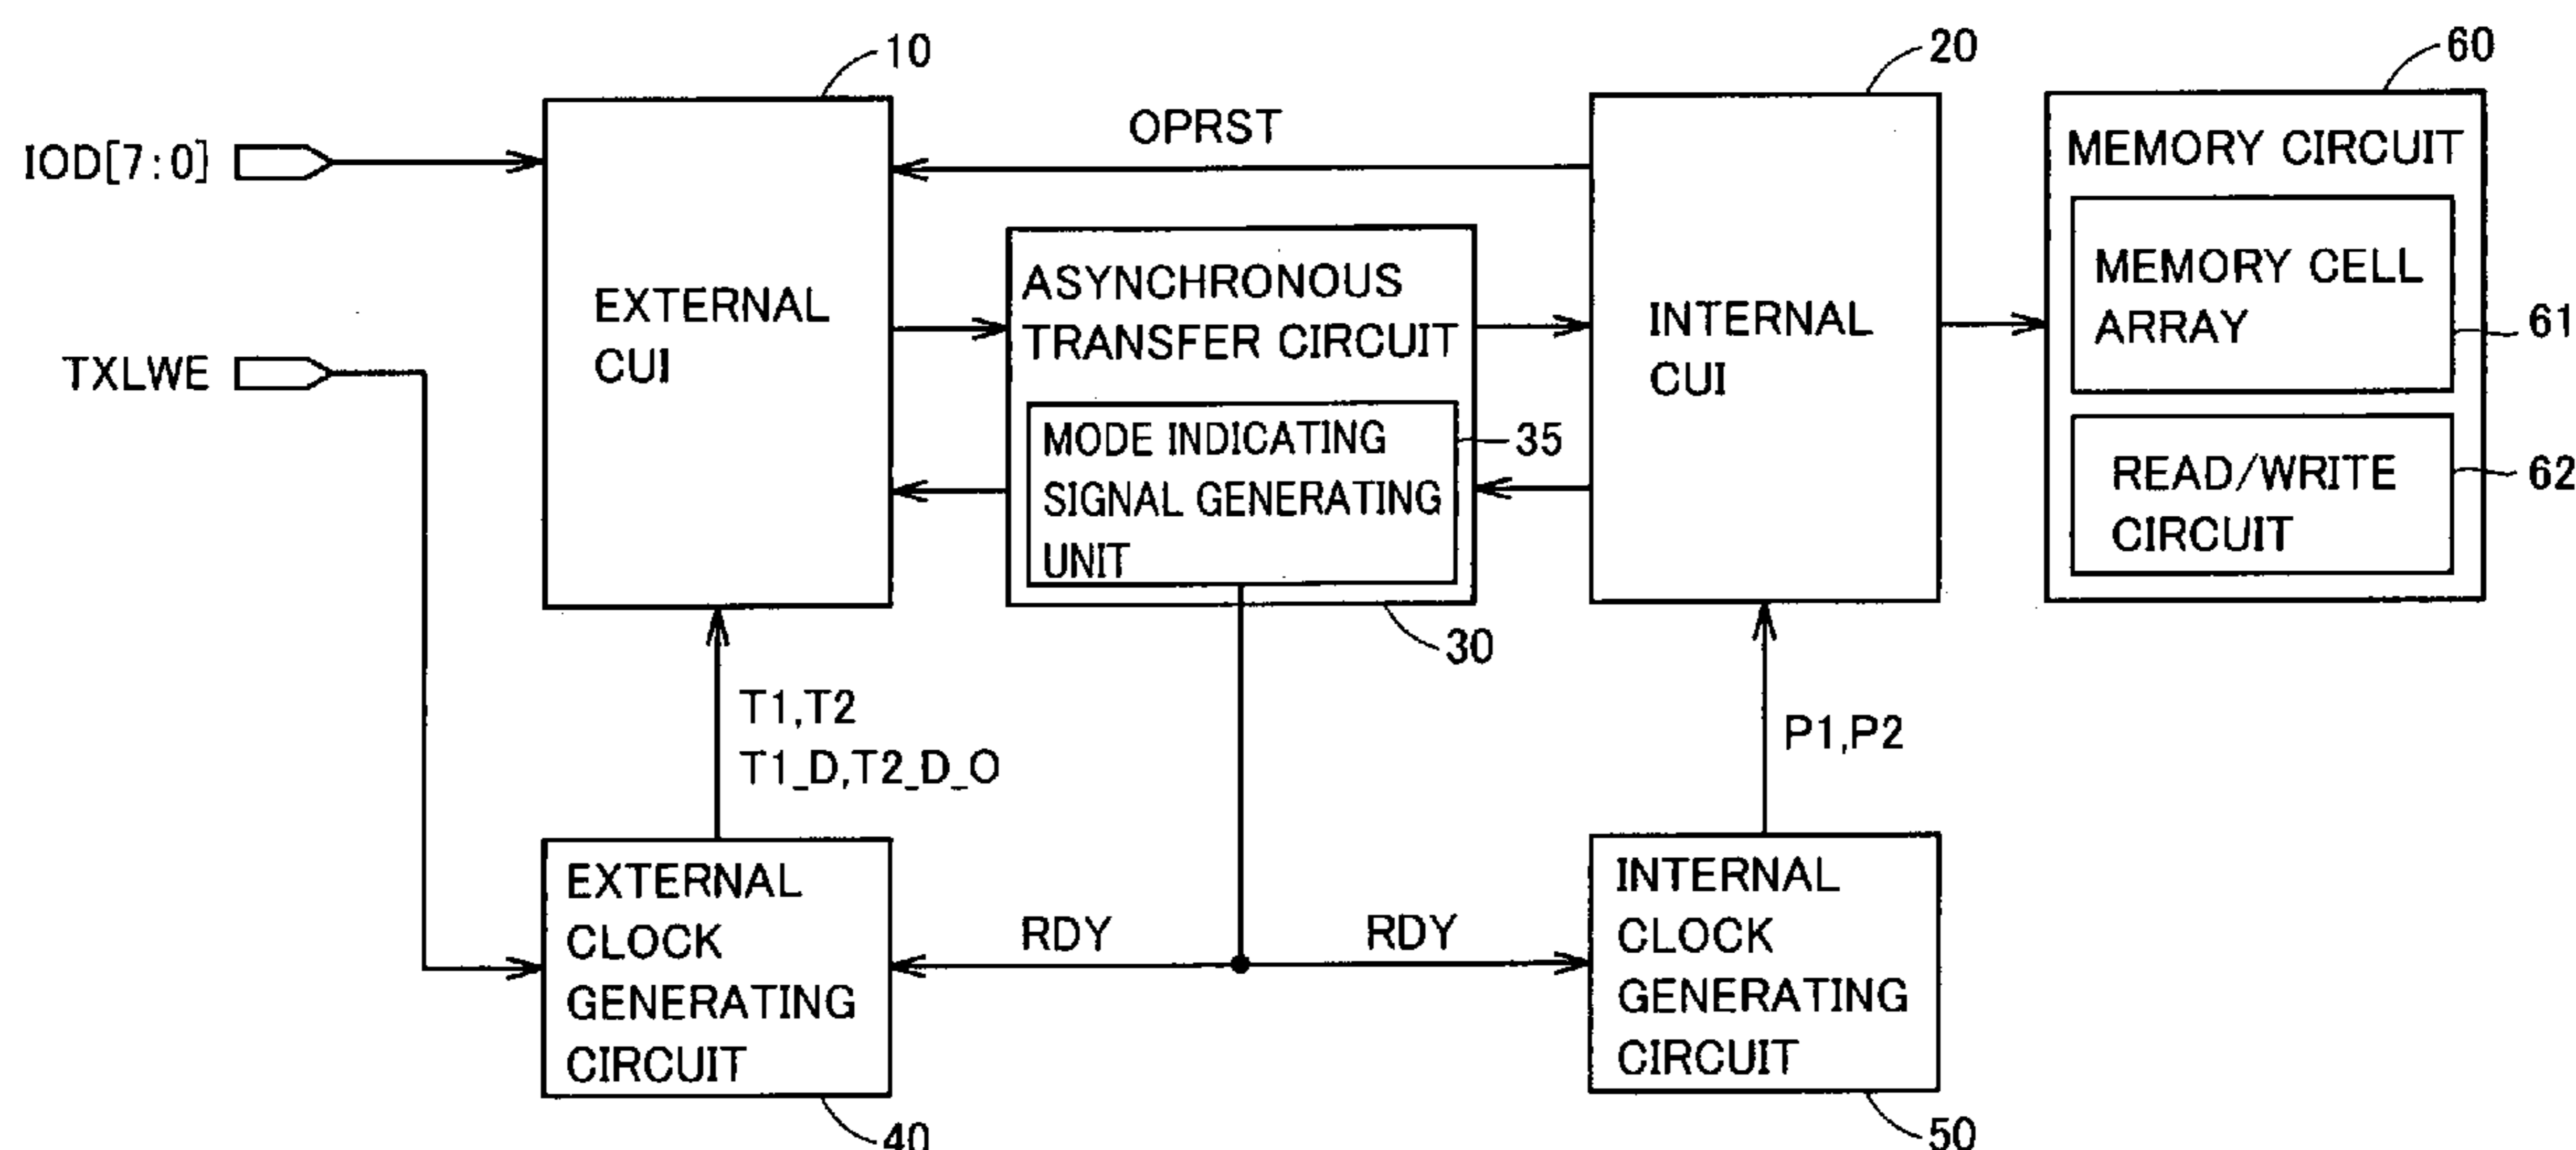 10
20
60
IOD[7:0]
OPRST
MEMORY CIRCUIT
EXTERNAL
CUI
ASYNCHRONOUS
TRANSFER CIRCUIT
INTERNAL
CUI
MEMORY CELL
ARRAY
61
TXLWE
MODE INDICATING
SIGNAL GENERATING
UNIT
35
READ/WRITE
CIRCUIT
62
30
T1,T2
T1_D,T2_D_O
P1,P2
EXTERNAL
CLOCK
GENERATING
CIRCUIT
RDY
RDY
INTERNAL
CLOCK
GENERATING
CIRCUIT
40
50